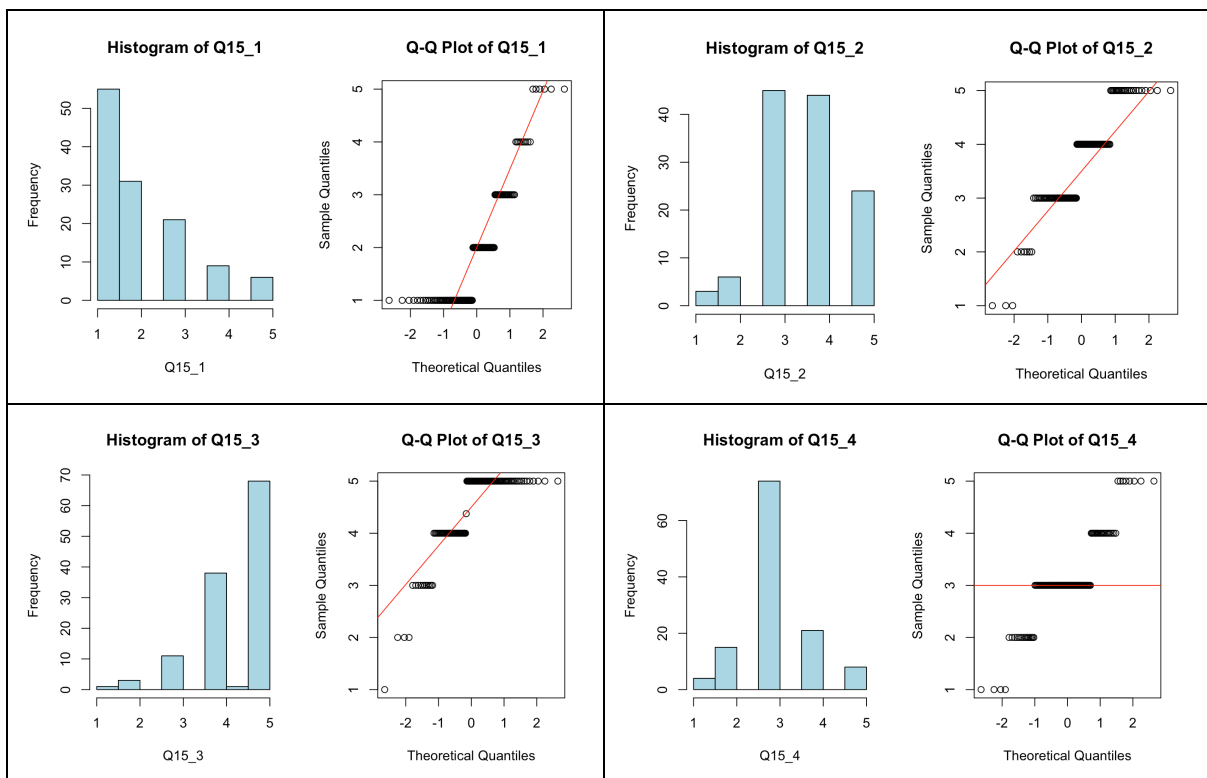 Histogram of Q15_1
Frequency
0 10 20 30 40 50
1 2 3 4 5
Q15_1
Q-Q Plot of Q15_1
Sample Quantiles
1 2 3 4 5
-2 -1 0 1 2
Theoretical Quantiles
Histogram of Q15_2
Frequency
0 10 20 30 40
1 2 3 4 5
Q15_2
Q-Q Plot of Q15_2
Sample Quantiles
1 2 3 4 5
-2 -1 0 1 2
Theoretical Quantiles
Histogram of Q15_3
Frequency
0 10 20 30 40 50 60 70
1 2 3 4 5
Q15_3
Q-Q Plot of Q15_3
Sample Quantiles
1 2 3 4 5
-2 -1 0 1 2
Theoretical Quantiles
Histogram of Q15_4
Frequency
0 20 40 60
1 2 3 4 5
Q15_4
Q-Q Plot of Q15_4
Sample Quantiles
1 2 3 4 5
-2 -1 0 1 2
Theoretical Quantiles